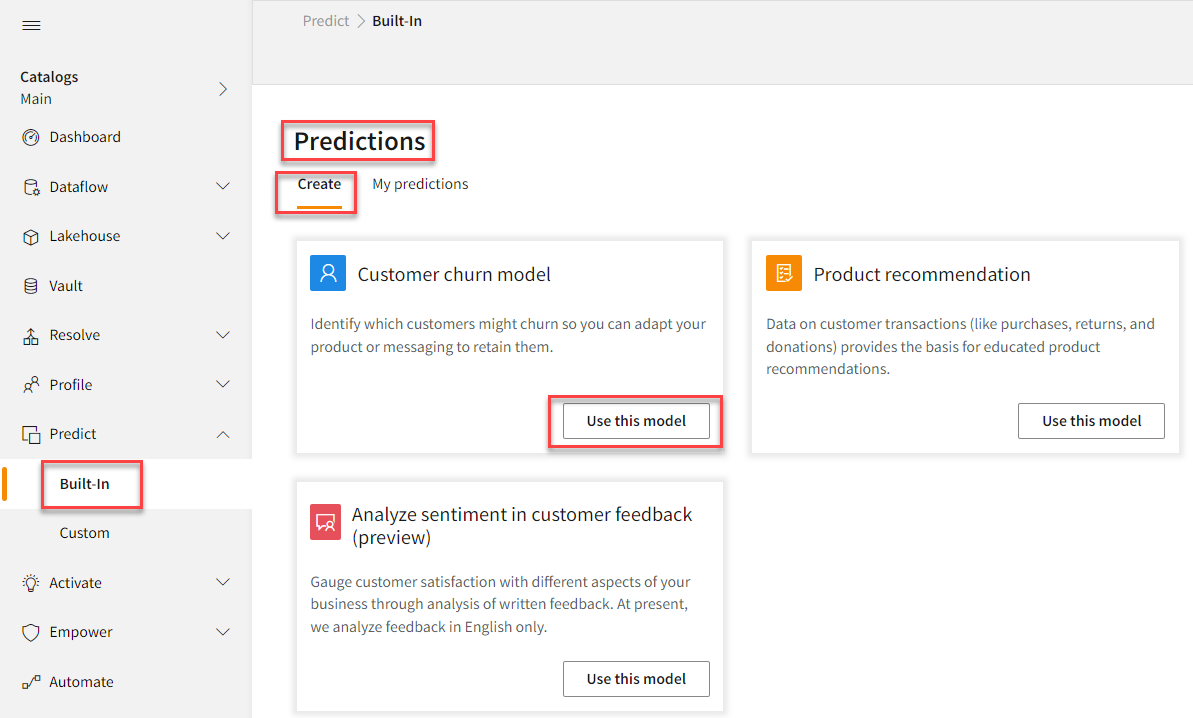 Predict > Built-In
Catalogs
Main
Dashboard
Dataflow
Lakehouse
Vault
Resolve
Profile
Predict
Built-In
Custom
Activate
Empower
Automate
Predictions
Create
My predictions
Customer churn model
Identify which customers might churn so you can adapt your
product or messaging to retain them.
Use this model
Product recommendation
Data on customer transactions (like purchases, returns, and
donations) provides the basis for educated product
recommendations.
Use this model
Analyze sentiment in customer feedback
(preview)
Gauge customer satisfaction with different aspects of your
business through analysis of written feedback. At present,
we analyze feedback in English only.
Use this model